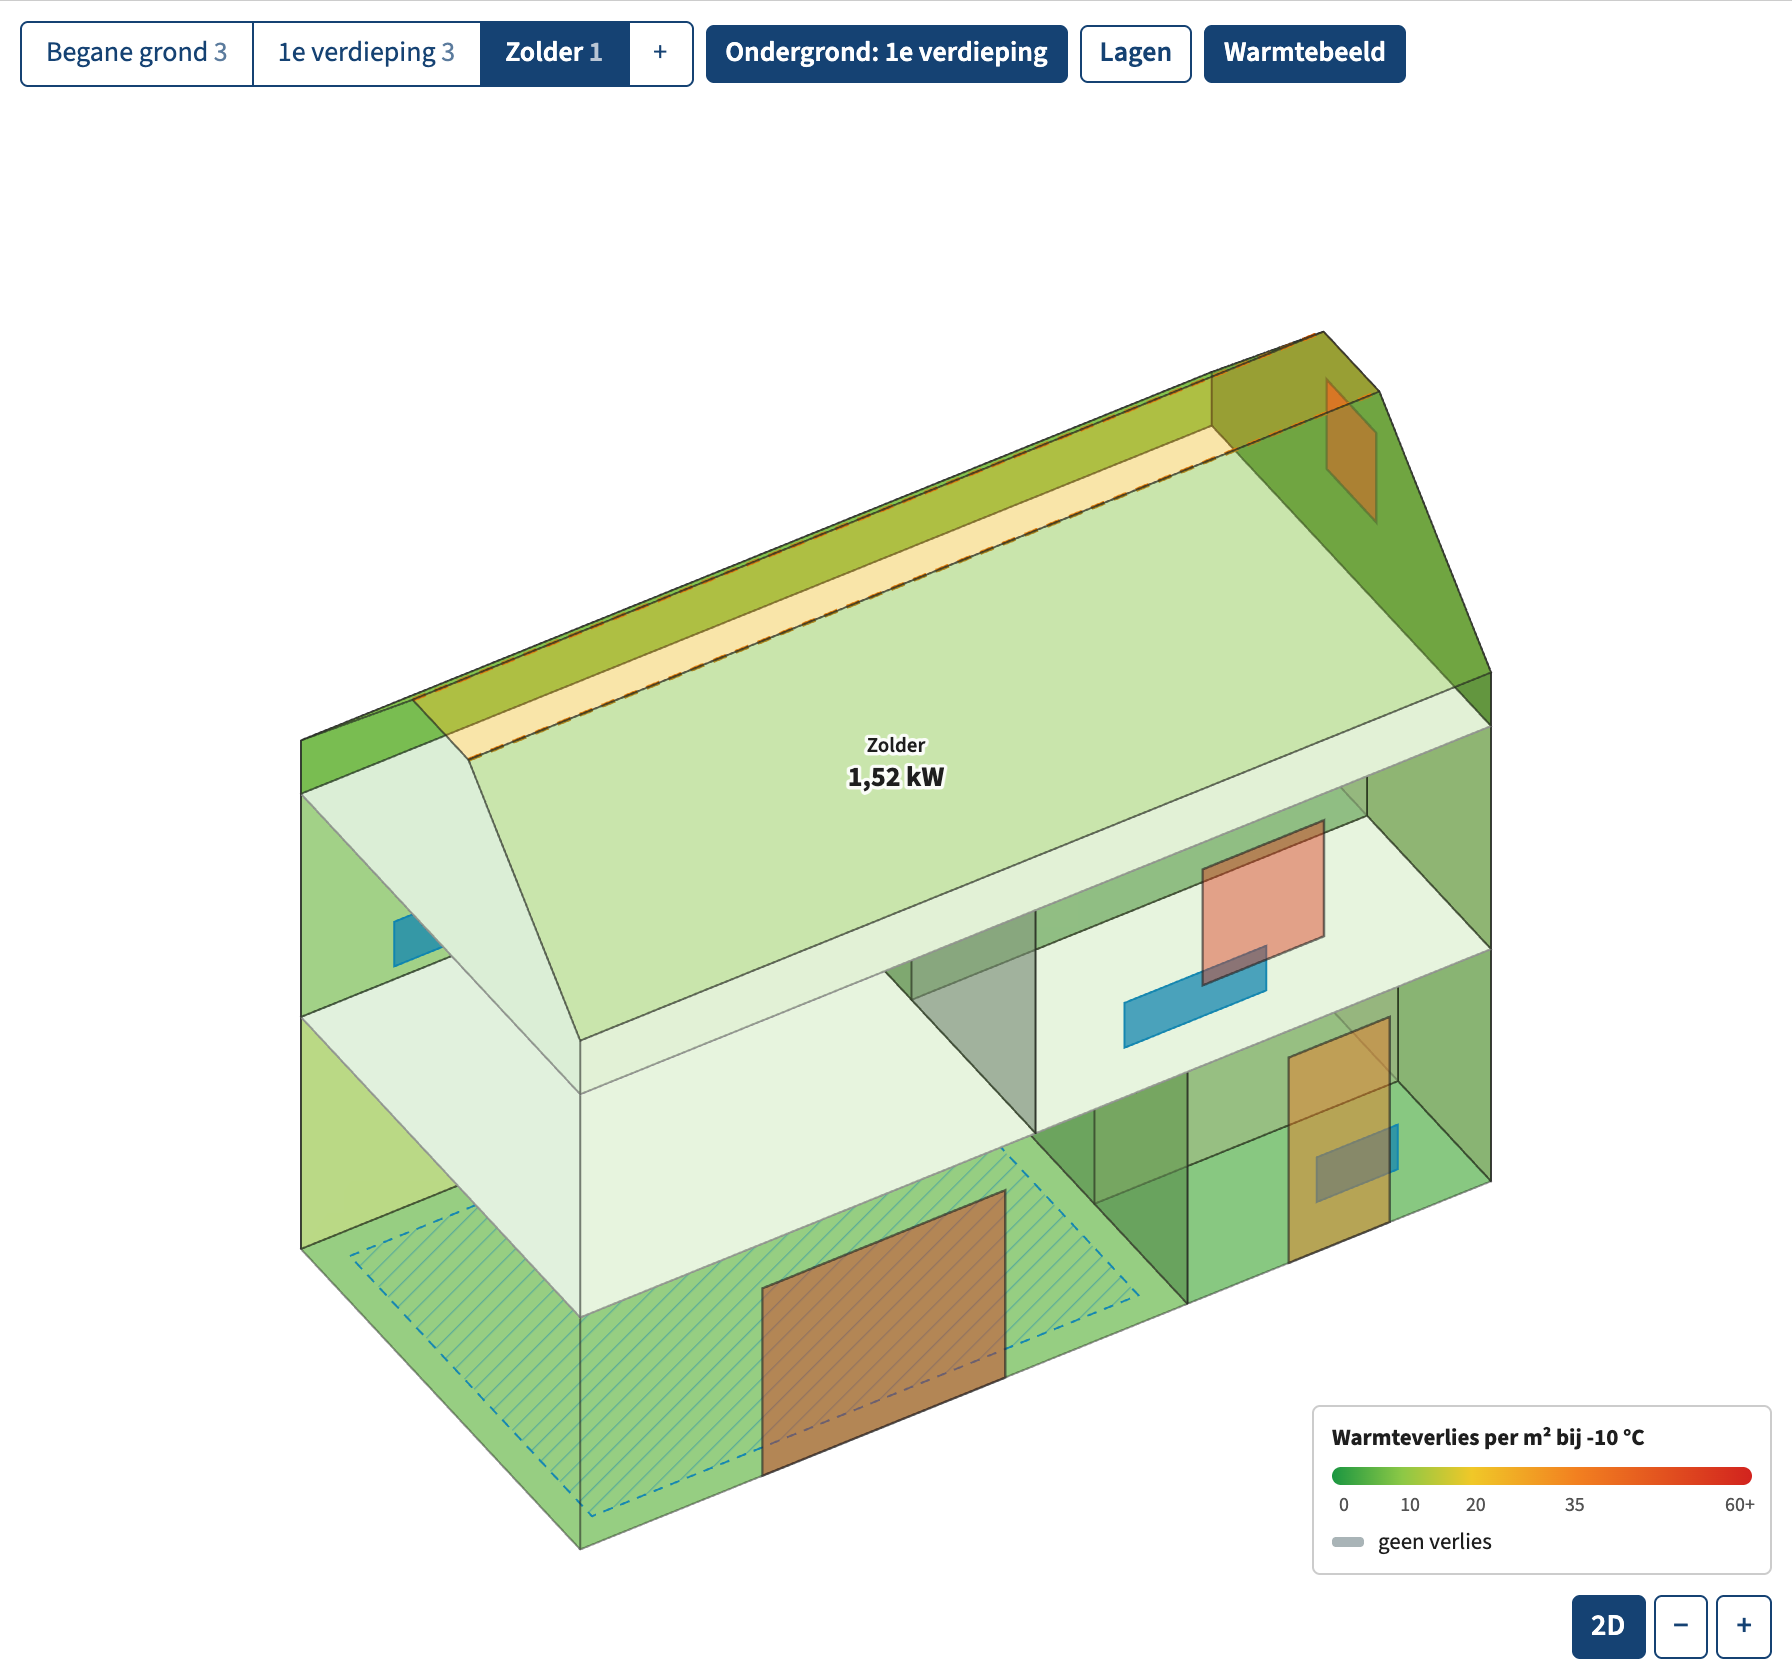 Begane grond 3
1e verdieping 3
Zolder 1
+
Ondergrond: 1e verdieping
Lagen
Warmtebeeld
Zolder
1,52 kW
Warmteverlies per m² bij -10 °C
0 10 20 35 60+
geen verlies
2D
−
+